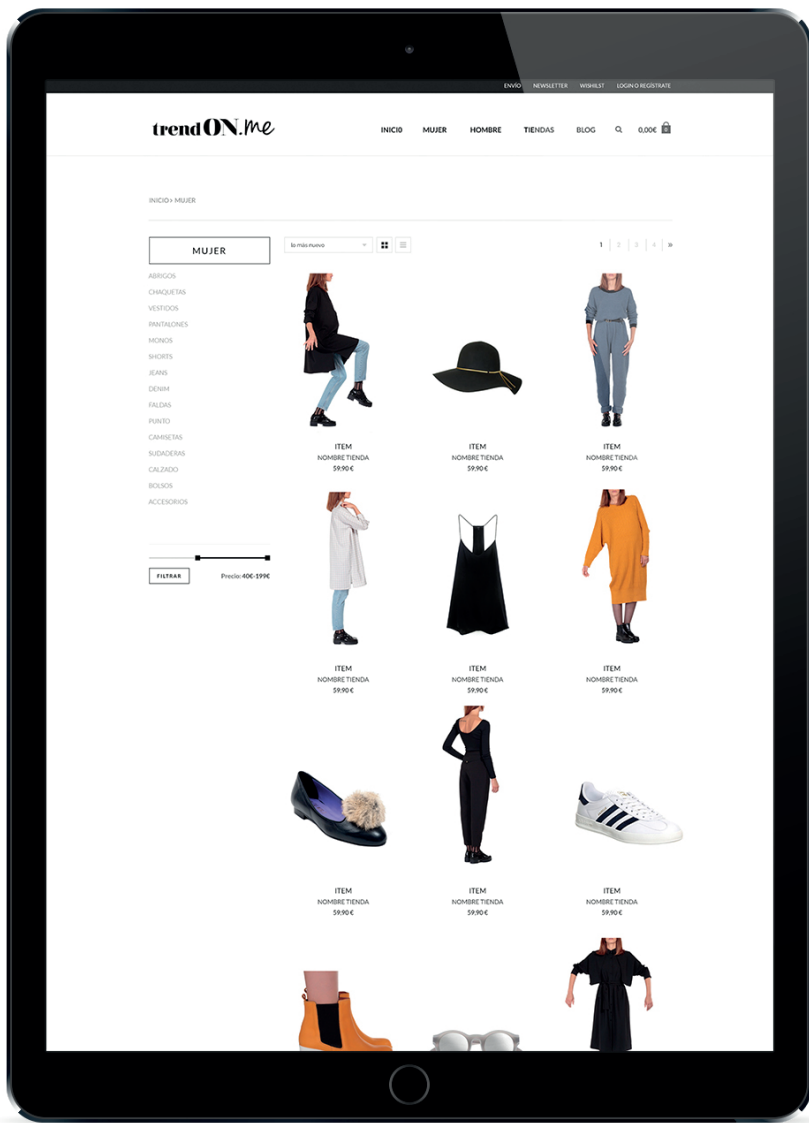 ENVÍO NEWSLETTER WISHILST LOGIN O REGÍSTRATE
trendON.me
INICIO MUJER HOMBRE TIENDAS BLOG 0,00€ 0
INICIO> MUJER
MUJER
ABRIGOS
CHAQUETAS
VESTIDOS
PANTALONES
MONOS
SHORTS
JEANS
DENIM
FALDAS
PUNTO
CAMISETAS
SUDADERAS
CALZADO
BOLSOS
ACCESORIOS
FILTRAR Precio: 40€-199€
lo más nuevo 1 2 3 4 »
ITEM ITEM ITEM
NOMBRE TIENDA NOMBRE TIENDA NOMBRE TIENDA
59,90 € 59,90 € 59,90 €
ITEM ITEM ITEM
NOMBRE TIENDA NOMBRE TIENDA NOMBRE TIENDA
59,90 € 59,90 € 59,90 €
ITEM ITEM ITEM
NOMBRE TIENDA NOMBRE TIENDA NOMBRE TIENDA
59,90 € 59,90 € 59,90 €